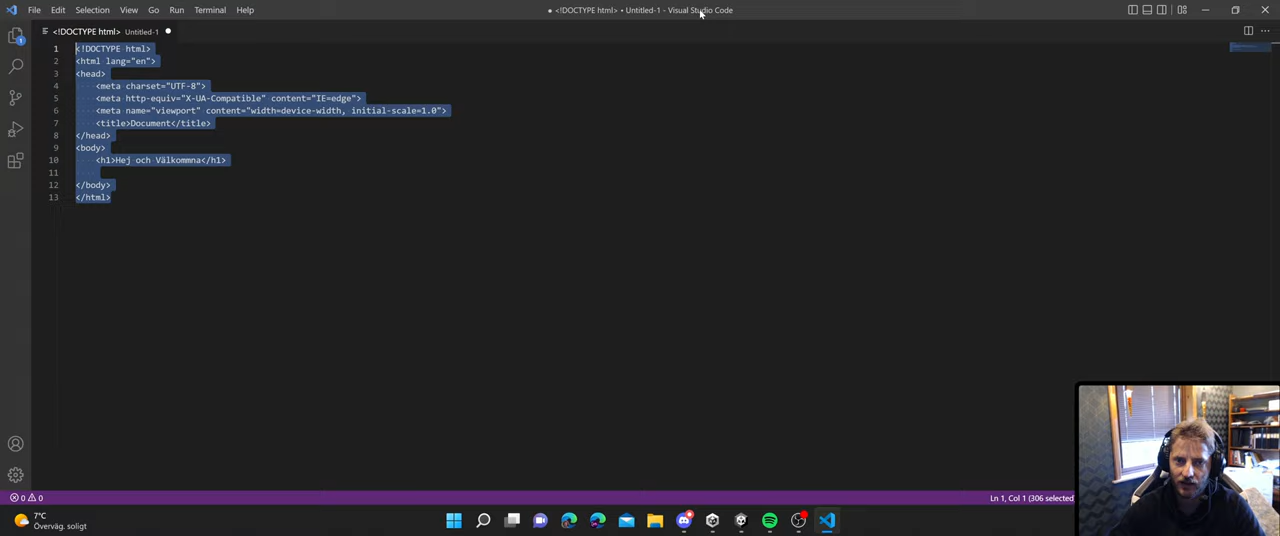 File Edit Selection View Go Run Terminal Help
● <!DOCTYPE html> • Untitled-1 - Visual Studio Code
<!DOCTYPE html> Untitled-1 ●
1
1 <!DOCTYPE html>
2 <html lang="en">
3 <head>
4 <meta charset="UTF-8">
5 <meta http-equiv="X-UA-Compatible" content="IE=edge">
6 <meta name="viewport" content="width=device-width, initial-scale=1.0">
7 <title>Document</title>
8 </head>
9 <body>
10 <h1>Hej och Välkommna</h1>
11
12 </body>
13 </html>
0 0
Ln 1, Col 1 (306 selected)
7°C
Överväg. soligt